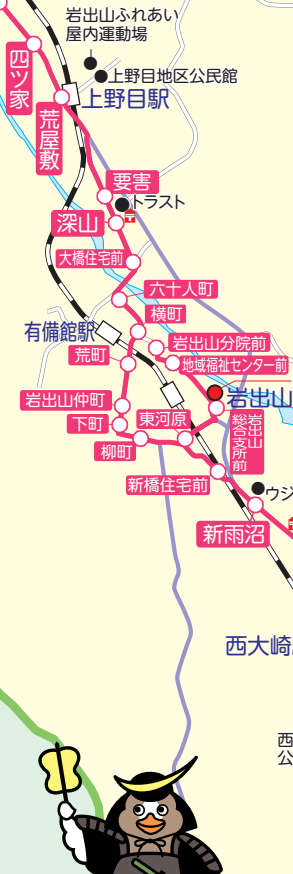 岩出山ふれあい
屋内運動場
四ツ家
上野目地区公民館
上野目駅
荒屋敷
要害
トラスト
深山
大橋住宅前
六十人町
横町
有備館駅
岩出山分院前
荒町
地域福祉センター前
岩出山
岩出山仲町
下町
東河原
岩出山
総合支所前
柳町
新橋住宅前
ウジ
新雨沼
西大崎
西
公